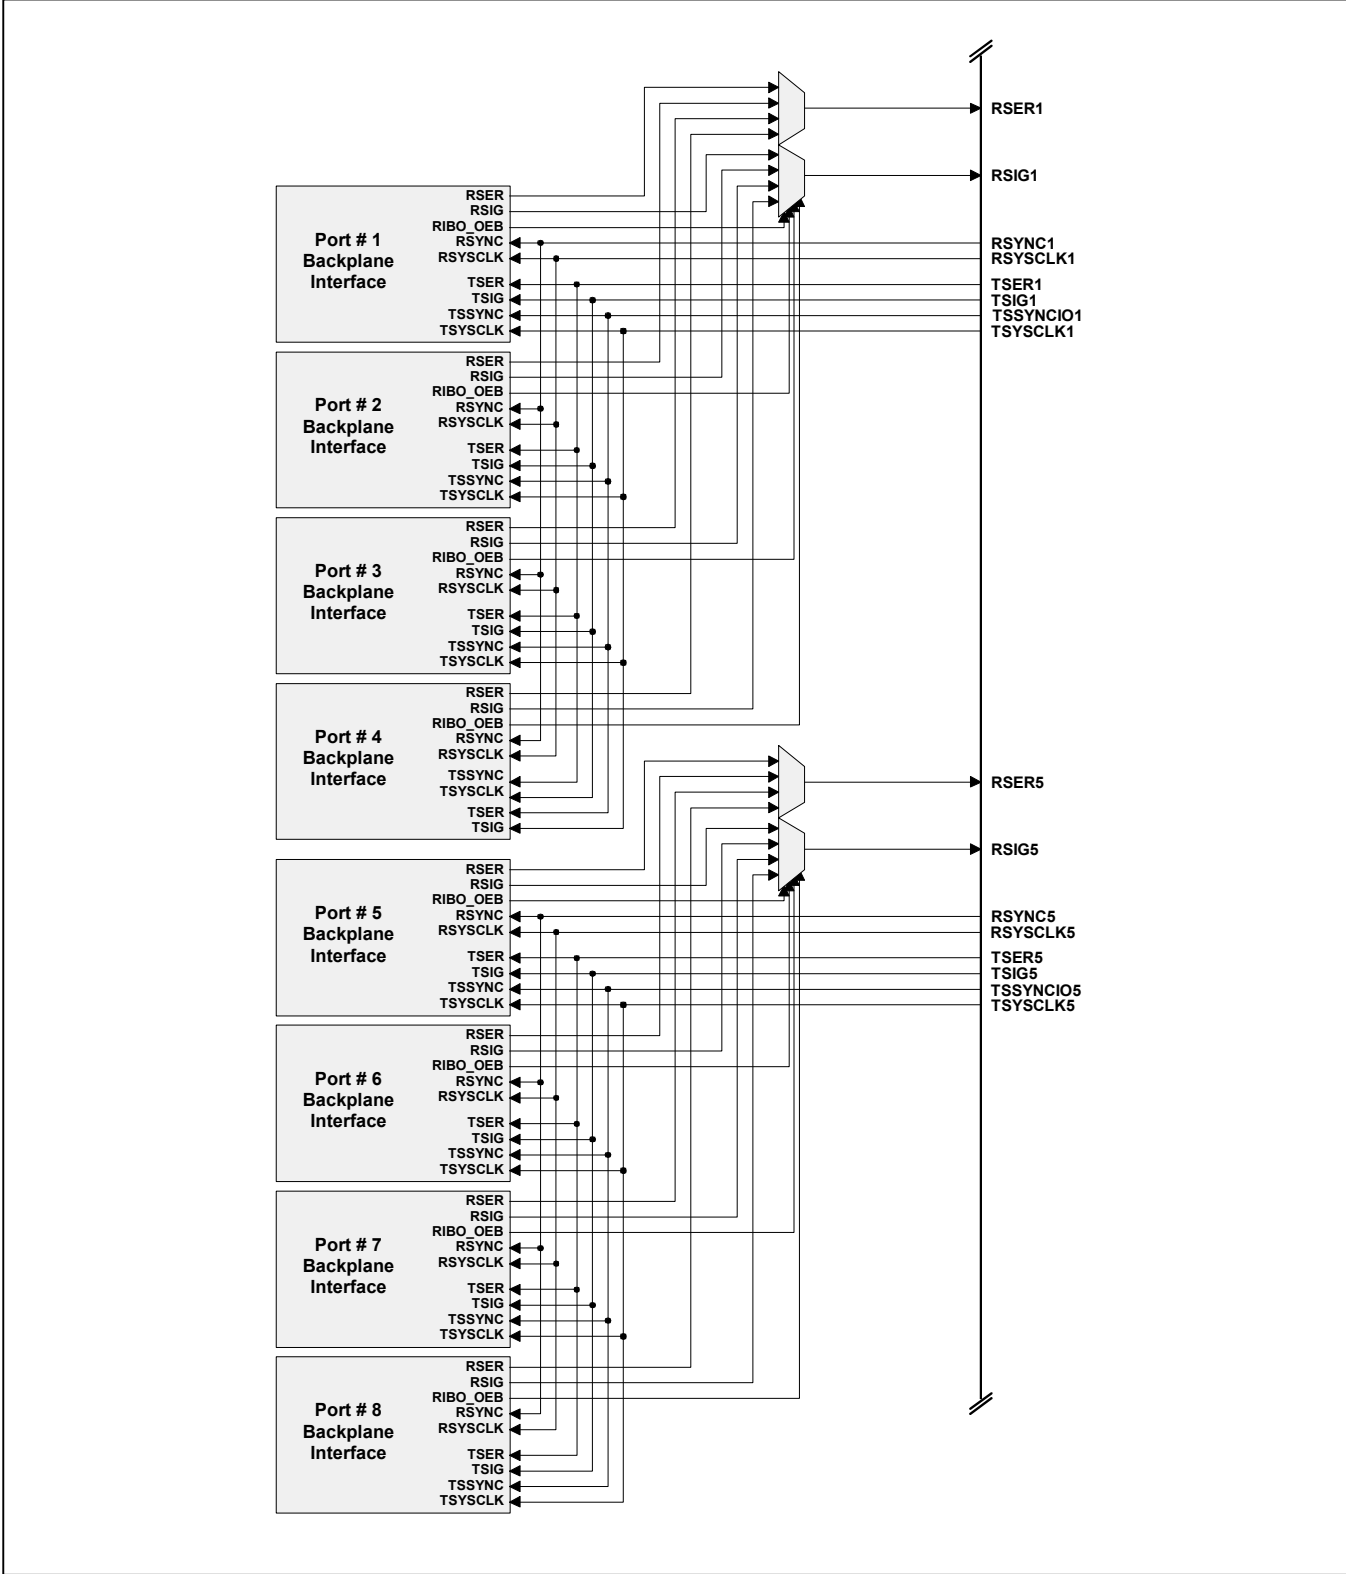 RSER1
RSIG1
RSER
RSIG
RIBO_OEB
Port # 1
Backplane
Interface
RSYNC
RSYSCLK
TSER
TSIG
TSSYNC
TSYSCLK
RSYNC1
RSYSCLK1
TSER1
TSIG1
TSSYNCIO1
TSYSCLK1
RSER
RSIG
RIBO_OEB
Port # 2
Backplane
Interface
RSYNC
RSYSCLK
TSER
TSIG
TSSYNC
TSYSCLK
RSER
RSIG
RIBO_OEB
Port # 3
Backplane
Interface
RSYNC
RSYSCLK
TSER
TSIG
TSSYNC
TSYSCLK
RSER
RSIG
RIBO_OEB
Port # 4
Backplane
Interface
RSYNC
RSYSCLK
TSSYNC
TSYSCLK
TSER
TSIG
RSER5
RSIG5
RSER
RSIG
RIBO_OEB
Port # 5
Backplane
Interface
RSYNC
RSYSCLK
TSER
TSIG
TSSYNC
TSYSCLK
RSYNC5
RSYSCLK5
TSER5
TSIG5
TSSYNCIO5
TSYSCLK5
RSER
RSIG
RIBO_OEB
Port # 6
Backplane
Interface
RSYNC
RSYSCLK
TSER
TSIG
TSSYNC
TSYSCLK
RSER
RSIG
RIBO_OEB
Port # 7
Backplane
Interface
RSYNC
RSYSCLK
TSER
TSIG
TSSYNC
TSYSCLK
RSER
RSIG
RIBO_OEB
Port # 8
Backplane
Interface
RSYNC
RSYSCLK
TSER
TSIG
TSSYNC
TSYSCLK